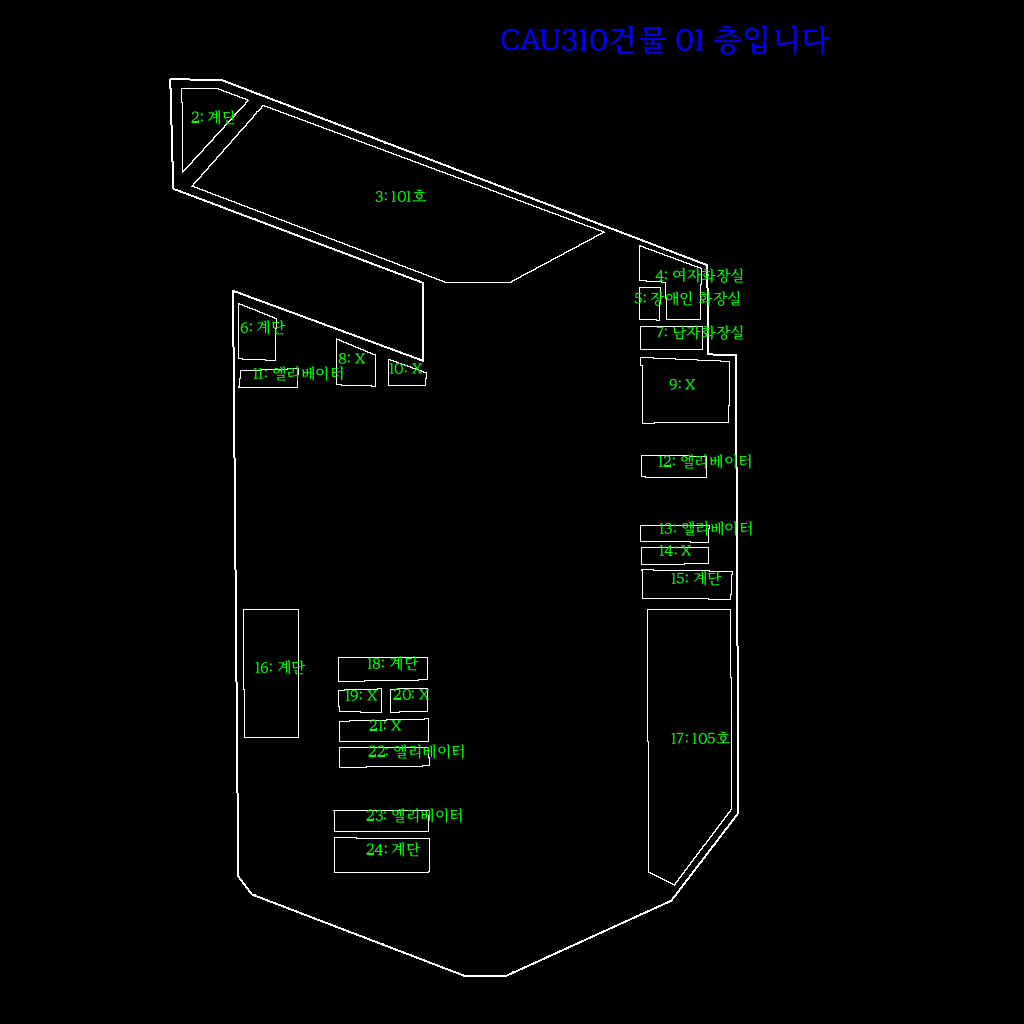 CAU310건물 01 층입니다
2: 계단
3: 101호
4: 여자화장실
5: 장애인 화장실
6: 계단
7: 남자화장실
8: X
10: X
11: 엘리베이터
9: X
12: 엘리베이터
13: 엘리베이터
14: X
15: 계단
16: 계단
18: 계단
19: X
20: X
21: X
17: 105호
22: 엘리베이터
23: 엘리베이터
24: 계단